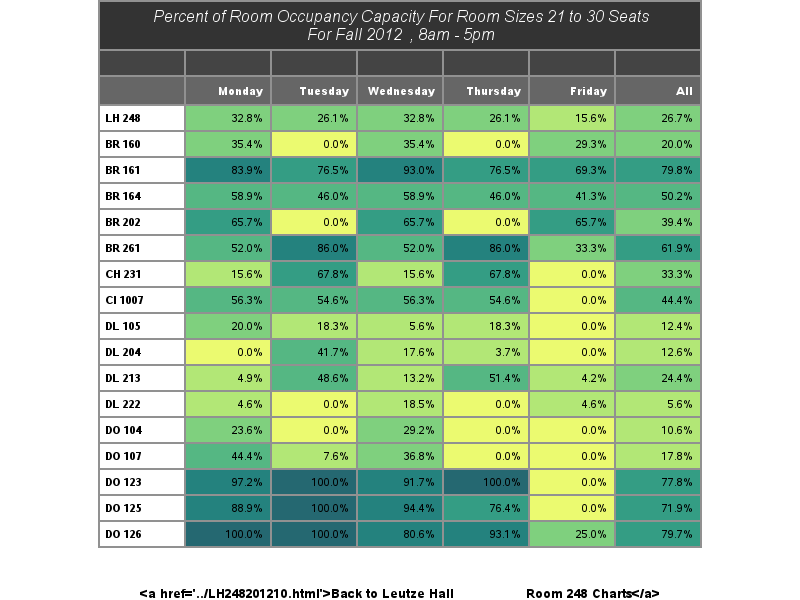 Percent of Room Occupancy Capacity For Room Sizes 21 to 30 Seats
For Fall 2012 , 8am - 5pm
Monday Tuesday Wednesday Thursday Friday All
LH 248 32.8% 26.1% 32.8% 26.1% 15.6% 26.7%
BR 160 35.4% 0.0% 35.4% 0.0% 29.3% 20.0%
BR 161 83.9% 76.5% 93.0% 76.5% 69.3% 79.8%
BR 164 58.9% 46.0% 58.9% 46.0% 41.3% 50.2%
BR 202 65.7% 0.0% 65.7% 0.0% 65.7% 39.4%
BR 261 52.0% 86.0% 52.0% 86.0% 33.3% 61.9%
CH 231 15.6% 67.8% 15.6% 67.8% 0.0% 33.3%
CI 1007 56.3% 54.6% 56.3% 54.6% 0.0% 44.4%
DL 105 20.0% 18.3% 5.6% 18.3% 0.0% 12.4%
DL 204 0.0% 41.7% 17.6% 3.7% 0.0% 12.6%
DL 213 4.9% 48.6% 13.2% 51.4% 4.2% 24.4%
DL 222 4.6% 0.0% 18.5% 0.0% 4.6% 5.6%
DO 104 23.6% 0.0% 29.2% 0.0% 0.0% 10.6%
DO 107 44.4% 7.6% 36.8% 0.0% 0.0% 17.8%
DO 123 97.2% 100.0% 91.7% 100.0% 0.0% 77.8%
DO 125 88.9% 100.0% 94.4% 76.4% 0.0% 71.9%
DO 126 100.0% 100.0% 80.6% 93.1% 25.0% 79.7%
<a href='../LH248201210.html'>Back to Leutze Hall Room 248 Charts</a>